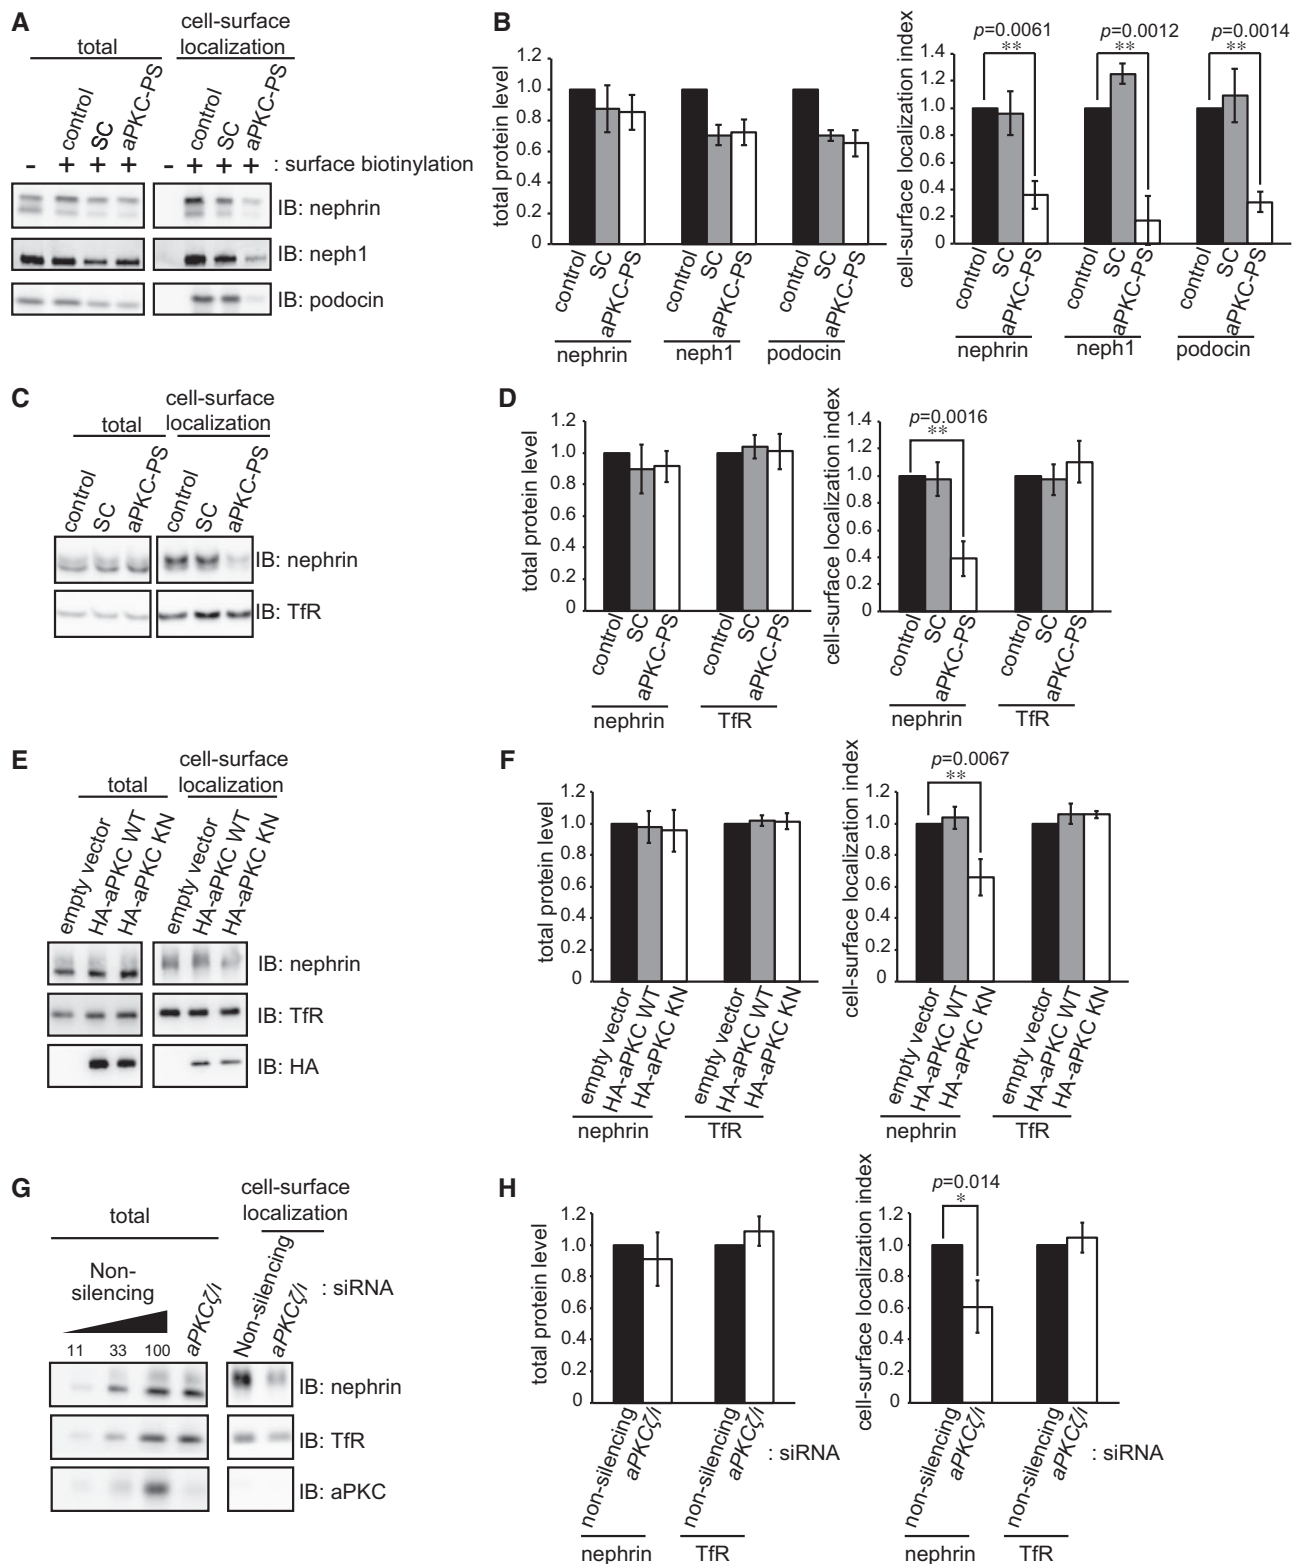 A
total
cell-surface
localization
control
SC
aPKC-PS
control
SC
aPKC-PS
- + + + - + + + : surface biotinylation
IB: nephrin
IB: neph1
IB: podocin
B
total protein level
1.2
1.0
0.8
0.6
0.4
0.2
0
control
SC
aPKC-PS
control
SC
aPKC-PS
control
SC
aPKC-PS
nephrin
neph1
podocin
cell-surface localization index
1.4
1.2
1.0
0.8
0.6
0.4
0.2
0
p=0.0061
**
p=0.0012
**
p=0.0014
**
control
SC
aPKC-PS
control
SC
aPKC-PS
control
SC
aPKC-PS
nephrin
neph1
podocin
C
total
cell-surface
localization
control
SC
aPKC-PS
control
SC
aPKC-PS
IB: nephrin
IB: TfR
D
total protein level
1.2
1.0
0.8
0.6
0.4
0.2
0
control
SC
aPKC-PS
control
SC
aPKC-PS
nephrin
TfR
cell-surface localization index
1.4
1.2
1.0
0.8
0.6
0.4
0.2
0
p=0.0016
**
control
SC
aPKC-PS
control
SC
aPKC-PS
nephrin
TfR
E
total
cell-surface
localization
empty vector
HA-aPKC WT
HA-aPKC KN
empty vector
HA-aPKC WT
HA-aPKC KN
IB: nephrin
IB: TfR
IB: HA
F
total protein level
1.2
1.0
0.8
0.6
0.4
0.2
0
empty vector
HA-aPKC WT
HA-aPKC KN
empty vector
HA-aPKC WT
HA-aPKC KN
nephrin
TfR
cell-surface localization index
1.2
1.0
0.8
0.6
0.4
0.2
0
p=0.0067
**
empty vector
HA-aPKC WT
HA-aPKC KN
empty vector
HA-aPKC WT
HA-aPKC KN
nephrin
TfR
G
total
cell-surface
localization
Non-
silencing
11 33 100
aPKCζ/ι
Non-silencing
aPKCζ/ι
: siRNA
IB: nephrin
IB: TfR
IB: aPKC
H
total protein level
1.2
1.0
0.8
0.6
0.4
0.2
0
non-silencing
aPKCζ/ι
non-silencing
aPKCζ/ι
: siRNA
nephrin
TfR
cell-surface localization index
1.2
1.0
0.8
0.6
0.4
0.2
0
p=0.014
*
non-silencing
aPKCζ/ι
non-silencing
aPKCζ/ι
: siRNA
nephrin
TfR